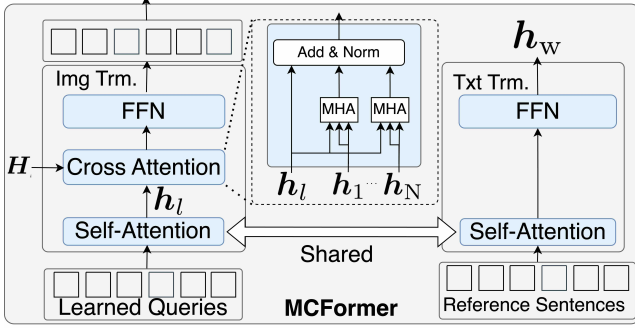 Img Trm.
FFN
Cross Attention
H
h_l
Self-Attention
Learned Queries
Add & Norm
MHA MHA
h_l h_1 ... h_N
Shared
MCFormer
h_w
Txt Trm.
FFN
Self-Attention
Reference Sentences